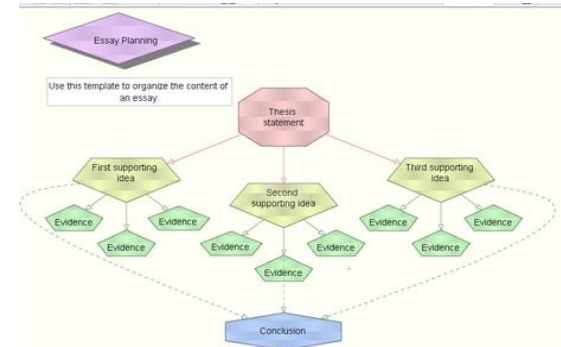 Essay Planning
Use this template to organize the content of
an essay.
Thesis
statement
First supporting
idea
Second
supporting idea
Third supporting
idea
Evidence
Evidence
Evidence
Evidence
Evidence
Evidence
Evidence
Evidence
Evidence
Conclusion